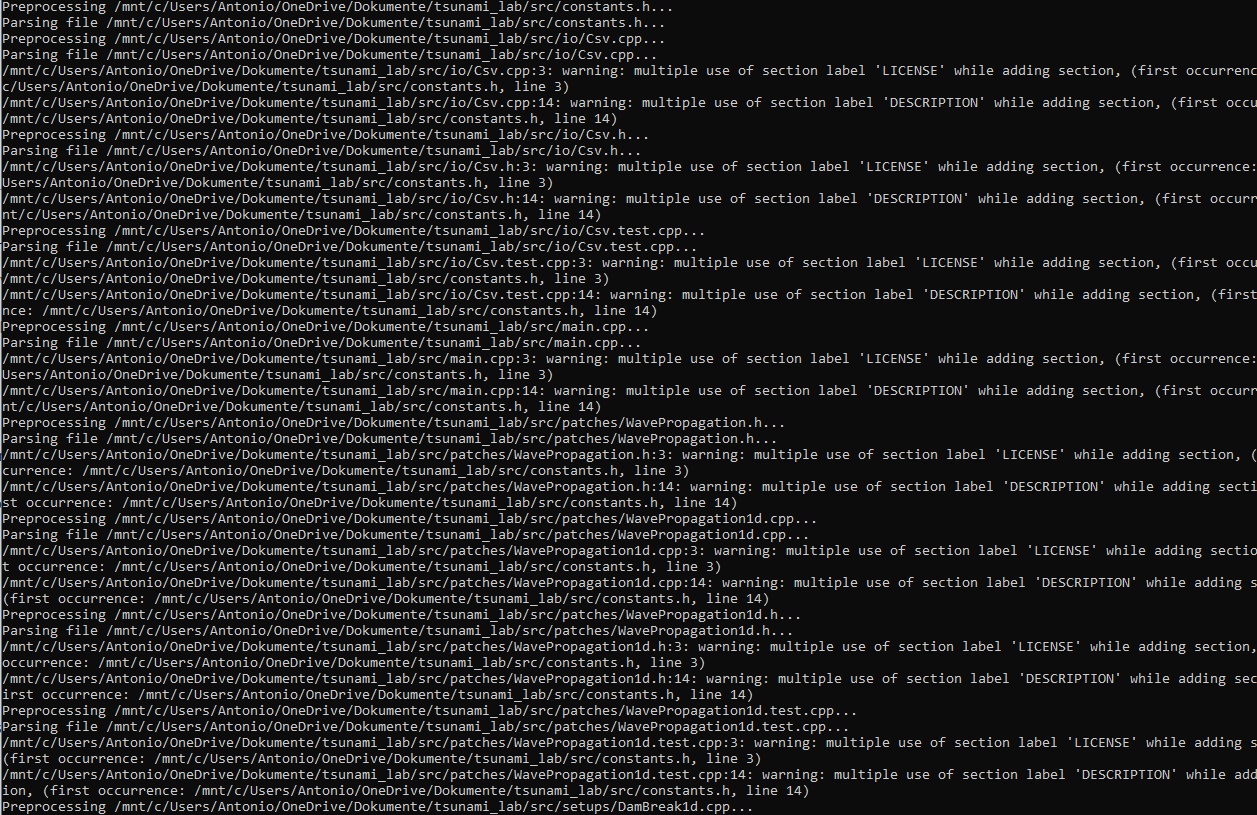 Preprocessing /mnt/c/Users/Antonio/OneDrive/Dokumente/tsunami_lab/src/constants.h...
Parsing file /mnt/c/Users/Antonio/OneDrive/Dokumente/tsunami_lab/src/constants.h...
Preprocessing /mnt/c/Users/Antonio/OneDrive/Dokumente/tsunami_lab/src/io/Csv.cpp...
Parsing file /mnt/c/Users/Antonio/OneDrive/Dokumente/tsunami_lab/src/io/Csv.cpp...
/mnt/c/Users/Antonio/OneDrive/Dokumente/tsunami_lab/src/io/Csv.cpp:3: warning: multiple use of section label 'LICENSE' while adding section, (first occurrenc
c/Users/Antonio/OneDrive/Dokumente/tsunami_lab/src/constants.h, line 3)
/mnt/c/Users/Antonio/OneDrive/Dokumente/tsunami_lab/src/io/Csv.cpp:14: warning: multiple use of section label 'DESCRIPTION' while adding section, (first occu
/mnt/c/Users/Antonio/OneDrive/Dokumente/tsunami_lab/src/constants.h, line 14)
Preprocessing /mnt/c/Users/Antonio/OneDrive/Dokumente/tsunami_lab/src/io/Csv.h...
Parsing file /mnt/c/Users/Antonio/OneDrive/Dokumente/tsunami_lab/src/io/Csv.h...
/mnt/c/Users/Antonio/OneDrive/Dokumente/tsunami_lab/src/io/Csv.h:3: warning: multiple use of section label 'LICENSE' while adding section, (first occurrence:
Users/Antonio/OneDrive/Dokumente/tsunami_lab/src/constants.h, line 3)
/mnt/c/Users/Antonio/OneDrive/Dokumente/tsunami_lab/src/io/Csv.h:14: warning: multiple use of section label 'DESCRIPTION' while adding section, (first occurr
nt/c/Users/Antonio/OneDrive/Dokumente/tsunami_lab/src/constants.h, line 14)
Preprocessing /mnt/c/Users/Antonio/OneDrive/Dokumente/tsunami_lab/src/io/Csv.test.cpp...
Parsing file /mnt/c/Users/Antonio/OneDrive/Dokumente/tsunami_lab/src/io/Csv.test.cpp...
/mnt/c/Users/Antonio/OneDrive/Dokumente/tsunami_lab/src/io/Csv.test.cpp:3: warning: multiple use of section label 'LICENSE' while adding section, (first occu
/mnt/c/Users/Antonio/OneDrive/Dokumente/tsunami_lab/src/constants.h, line 3)
/mnt/c/Users/Antonio/OneDrive/Dokumente/tsunami_lab/src/io/Csv.test.cpp:14: warning: multiple use of section label 'DESCRIPTION' while adding section, (first
nce: /mnt/c/Users/Antonio/OneDrive/Dokumente/tsunami_lab/src/constants.h, line 14)
Preprocessing /mnt/c/Users/Antonio/OneDrive/Dokumente/tsunami_lab/src/main.cpp...
Parsing file /mnt/c/Users/Antonio/OneDrive/Dokumente/tsunami_lab/src/main.cpp...
/mnt/c/Users/Antonio/OneDrive/Dokumente/tsunami_lab/src/main.cpp:3: warning: multiple use of section label 'LICENSE' while adding section, (first occurrence:
Users/Antonio/OneDrive/Dokumente/tsunami_lab/src/constants.h, line 3)
/mnt/c/Users/Antonio/OneDrive/Dokumente/tsunami_lab/src/main.cpp:14: warning: multiple use of section label 'DESCRIPTION' while adding section, (first occurr
nt/c/Users/Antonio/OneDrive/Dokumente/tsunami_lab/src/constants.h, line 14)
Preprocessing /mnt/c/Users/Antonio/OneDrive/Dokumente/tsunami_lab/src/patches/WavePropagation.h...
Parsing file /mnt/c/Users/Antonio/OneDrive/Dokumente/tsunami_lab/src/patches/WavePropagation.h...
/mnt/c/Users/Antonio/OneDrive/Dokumente/tsunami_lab/src/patches/WavePropagation.h:3: warning: multiple use of section label 'LICENSE' while adding section, (
currence: /mnt/c/Users/Antonio/OneDrive/Dokumente/tsunami_lab/src/constants.h, line 3)
/mnt/c/Users/Antonio/OneDrive/Dokumente/tsunami_lab/src/patches/WavePropagation.h:14: warning: multiple use of section label 'DESCRIPTION' while adding secti
st occurrence: /mnt/c/Users/Antonio/OneDrive/Dokumente/tsunami_lab/src/constants.h, line 14)
Preprocessing /mnt/c/Users/Antonio/OneDrive/Dokumente/tsunami_lab/src/patches/WavePropagation1d.cpp...
Parsing file /mnt/c/Users/Antonio/OneDrive/Dokumente/tsunami_lab/src/patches/WavePropagation1d.cpp...
/mnt/c/Users/Antonio/OneDrive/Dokumente/tsunami_lab/src/patches/WavePropagation1d.cpp:3: warning: multiple use of section label 'LICENSE' while adding sectio
t occurrence: /mnt/c/Users/Antonio/OneDrive/Dokumente/tsunami_lab/src/constants.h, line 3)
/mnt/c/Users/Antonio/OneDrive/Dokumente/tsunami_lab/src/patches/WavePropagation1d.cpp:14: warning: multiple use of section label 'DESCRIPTION' while adding s
(first occurrence: /mnt/c/Users/Antonio/OneDrive/Dokumente/tsunami_lab/src/constants.h, line 14)
Preprocessing /mnt/c/Users/Antonio/OneDrive/Dokumente/tsunami_lab/src/patches/WavePropagation1d.h...
Parsing file /mnt/c/Users/Antonio/OneDrive/Dokumente/tsunami_lab/src/patches/WavePropagation1d.h...
/mnt/c/Users/Antonio/OneDrive/Dokumente/tsunami_lab/src/patches/WavePropagation1d.h:3: warning: multiple use of section label 'LICENSE' while adding section,
occurrence: /mnt/c/Users/Antonio/OneDrive/Dokumente/tsunami_lab/src/constants.h, line 3)
/mnt/c/Users/Antonio/OneDrive/Dokumente/tsunami_lab/src/patches/WavePropagation1d.h:14: warning: multiple use of section label 'DESCRIPTION' while adding sec
irst occurrence: /mnt/c/Users/Antonio/OneDrive/Dokumente/tsunami_lab/src/constants.h, line 14)
Preprocessing /mnt/c/Users/Antonio/OneDrive/Dokumente/tsunami_lab/src/patches/WavePropagation1d.test.cpp...
Parsing file /mnt/c/Users/Antonio/OneDrive/Dokumente/tsunami_lab/src/patches/WavePropagation1d.test.cpp...
/mnt/c/Users/Antonio/OneDrive/Dokumente/tsunami_lab/src/patches/WavePropagation1d.test.cpp:3: warning: multiple use of section label 'LICENSE' while adding s
(first occurrence: /mnt/c/Users/Antonio/OneDrive/Dokumente/tsunami_lab/src/constants.h, line 3)
/mnt/c/Users/Antonio/OneDrive/Dokumente/tsunami_lab/src/patches/WavePropagation1d.test.cpp:14: warning: multiple use of section label 'DESCRIPTION' while add
ion, (first occurrence: /mnt/c/Users/Antonio/OneDrive/Dokumente/tsunami_lab/src/constants.h, line 14)
Preprocessing /mnt/c/Users/Antonio/OneDrive/Dokumente/tsunami_lab/src/setups/DamBreak1d.cpp...